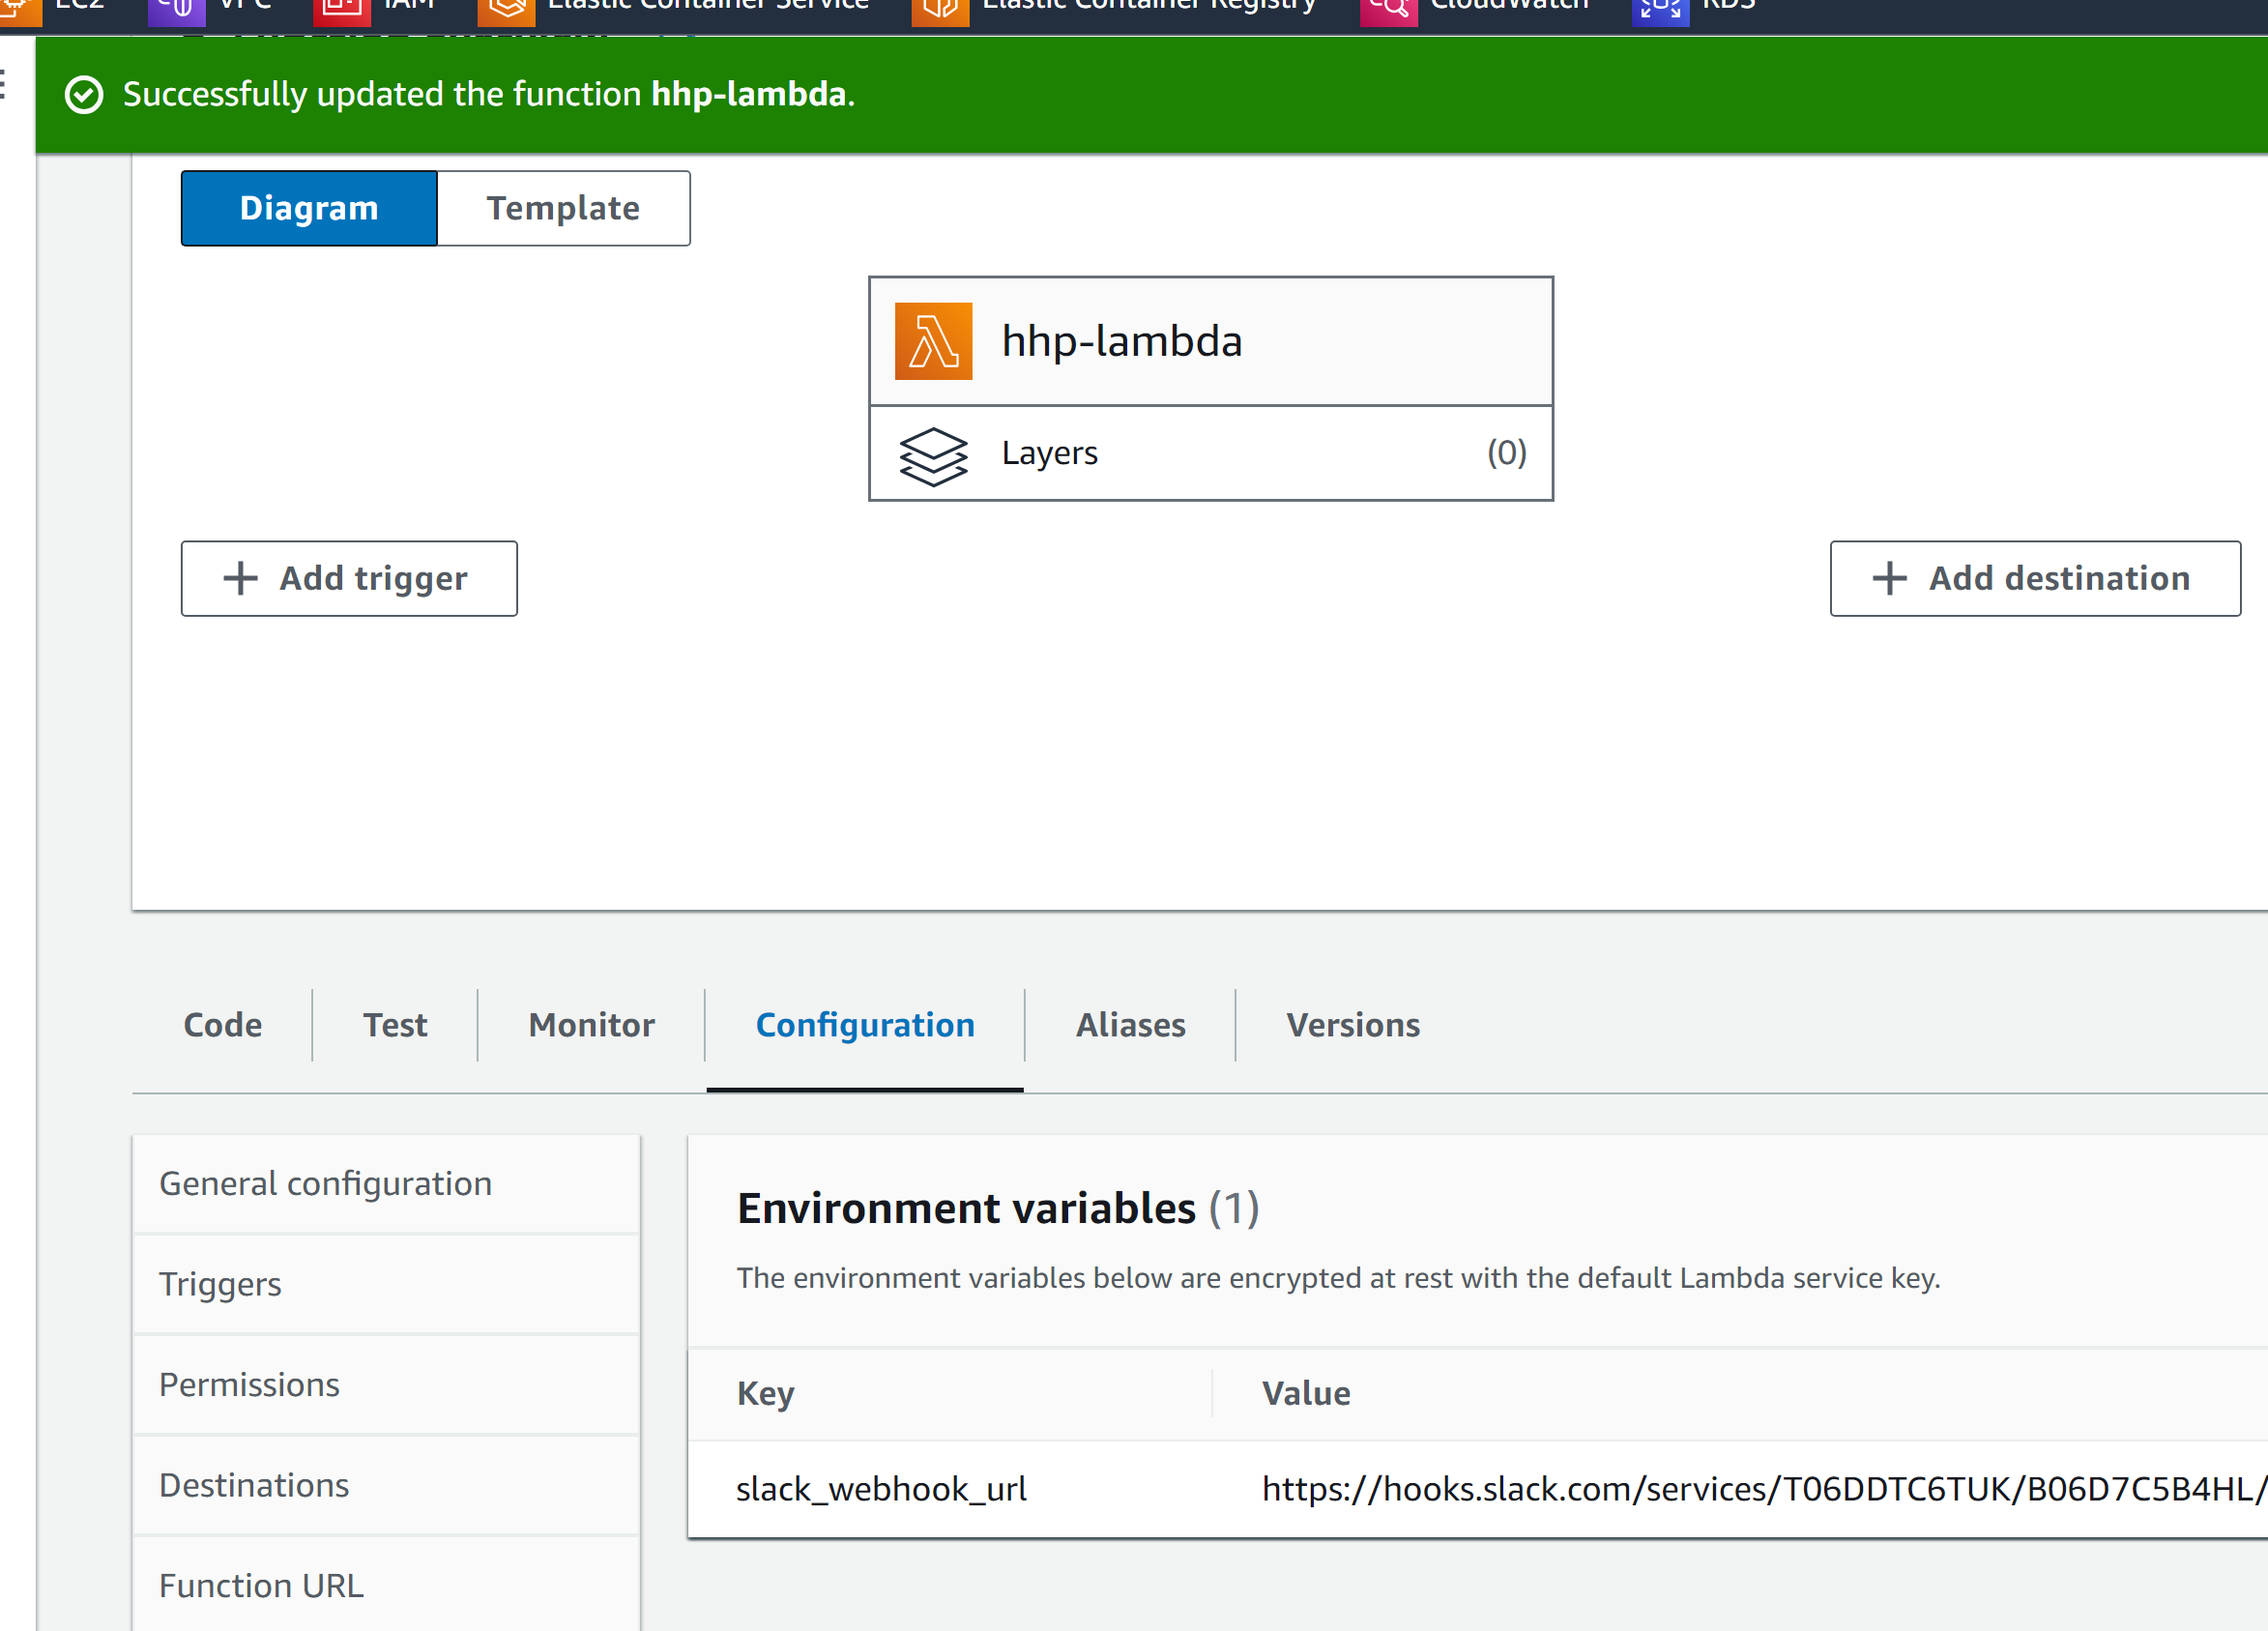 EC2 VPC IAM Elastic Container Service Elastic Container Registry CloudWatch RDS
Successfully updated the function hhp-lambda.
Diagram Template
hhp-lambda
Layers (0)
+ Add trigger
+ Add destination
Code Test Monitor Configuration Aliases Versions
General configuration
Triggers
Permissions
Destinations
Function URL
Environment variables (1)
The environment variables below are encrypted at rest with the default Lambda service key.
Key Value
slack_webhook_url https://hooks.slack.com/services/T06DDTC6TUK/B06D7C5B4HL/